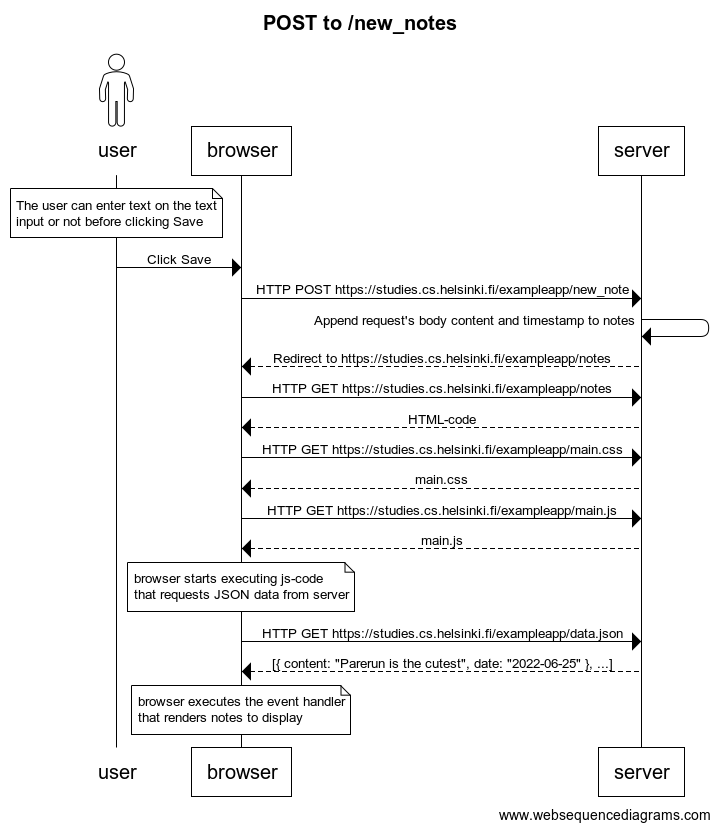 POST to /new_notes
user
browser
server
The user can enter text on the text
input or not before clicking Save
Click Save
HTTP POST https://studies.cs.helsinki.fi/exampleapp/new_note
Append request's body content and timestamp to notes
Redirect to https://studies.cs.helsinki.fi/exampleapp/notes
HTTP GET https://studies.cs.helsinki.fi/exampleapp/notes
HTML-code
HTTP GET https://studies.cs.helsinki.fi/exampleapp/main.css
main.css
HTTP GET https://studies.cs.helsinki.fi/exampleapp/main.js
main.js
browser starts executing js-code
that requests JSON data from server
HTTP GET https://studies.cs.helsinki.fi/exampleapp/data.json
[{ content: "Parerun is the cutest", date: "2022-06-25" }, ...]
browser executes the event handler
that renders notes to display
user
browser
server
www.websequencediagrams.com